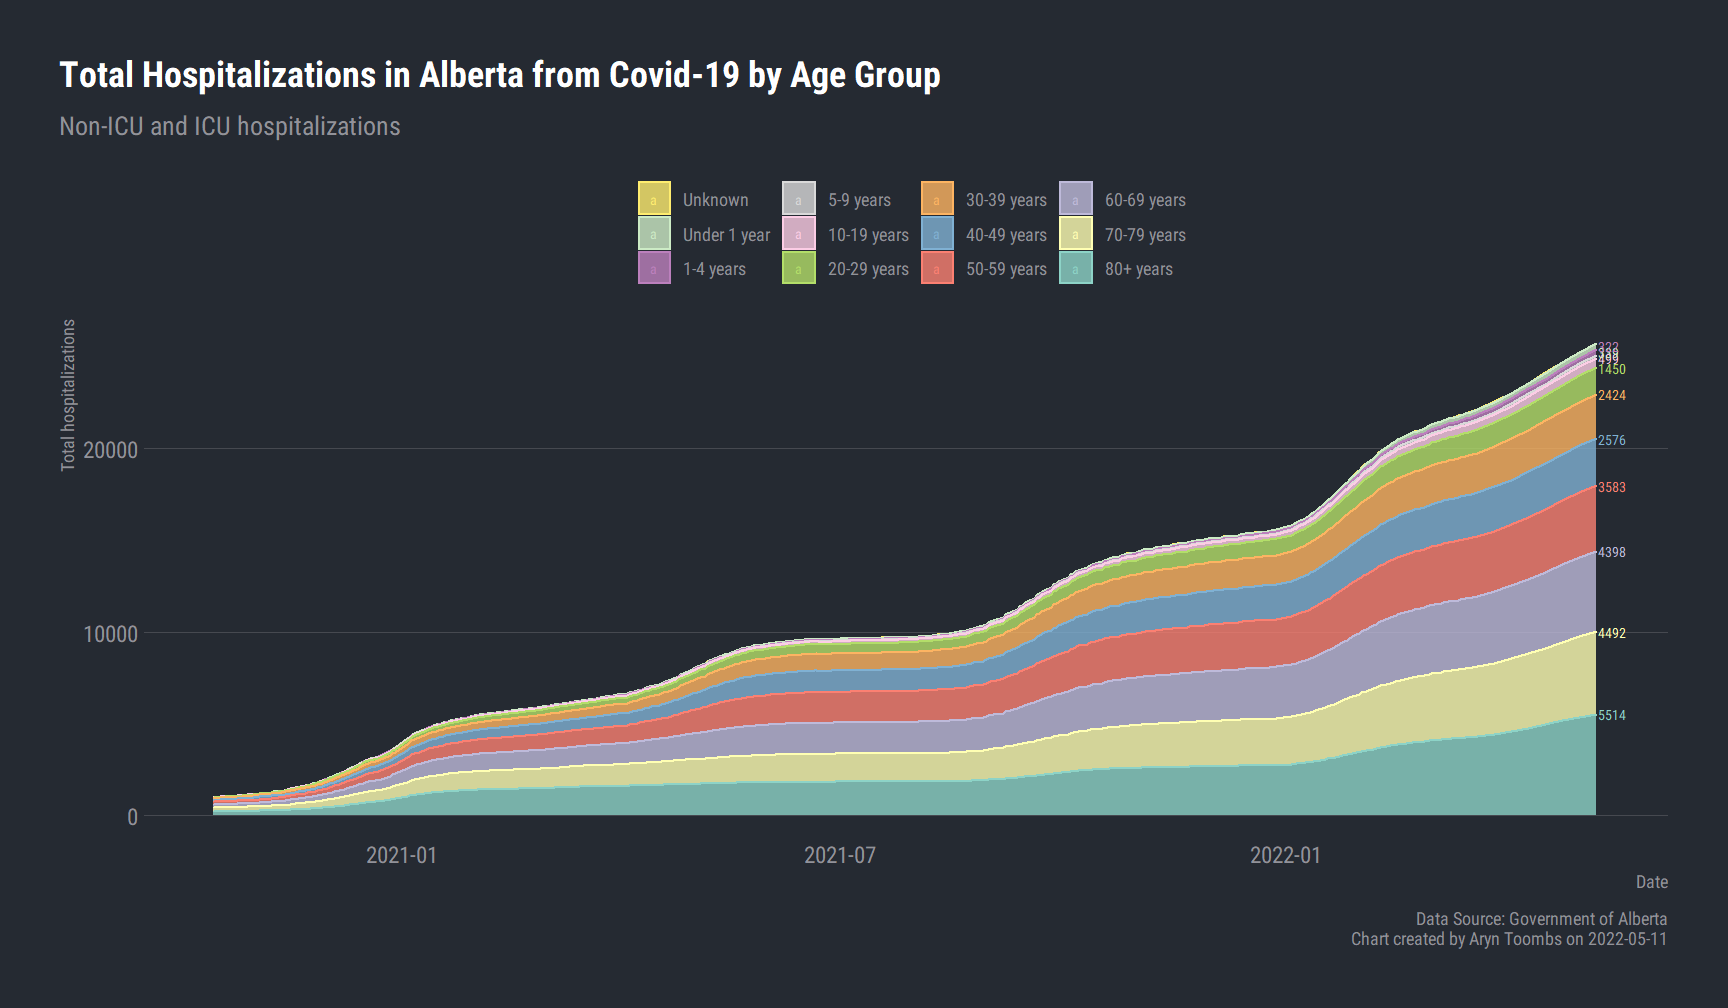 Total Hospitalizations in Alberta from Covid-19 by Age Group
Non-ICU and ICU hospitalizations
a Unknown
a 5-9 years
a 30-39 years
a 60-69 years
a Under 1 year
a 10-19 years
a 40-49 years
a 70-79 years
a 1-4 years
a 20-29 years
a 50-59 years
a 80+ years
Total hospitalizations
20000
10000
0
322
499
1450
2424
2576
3583
4398
4492
5514
2021-01
2021-07
2022-01
Date
Data Source: Government of Alberta
Chart created by Aryn Toombs on 2022-05-11